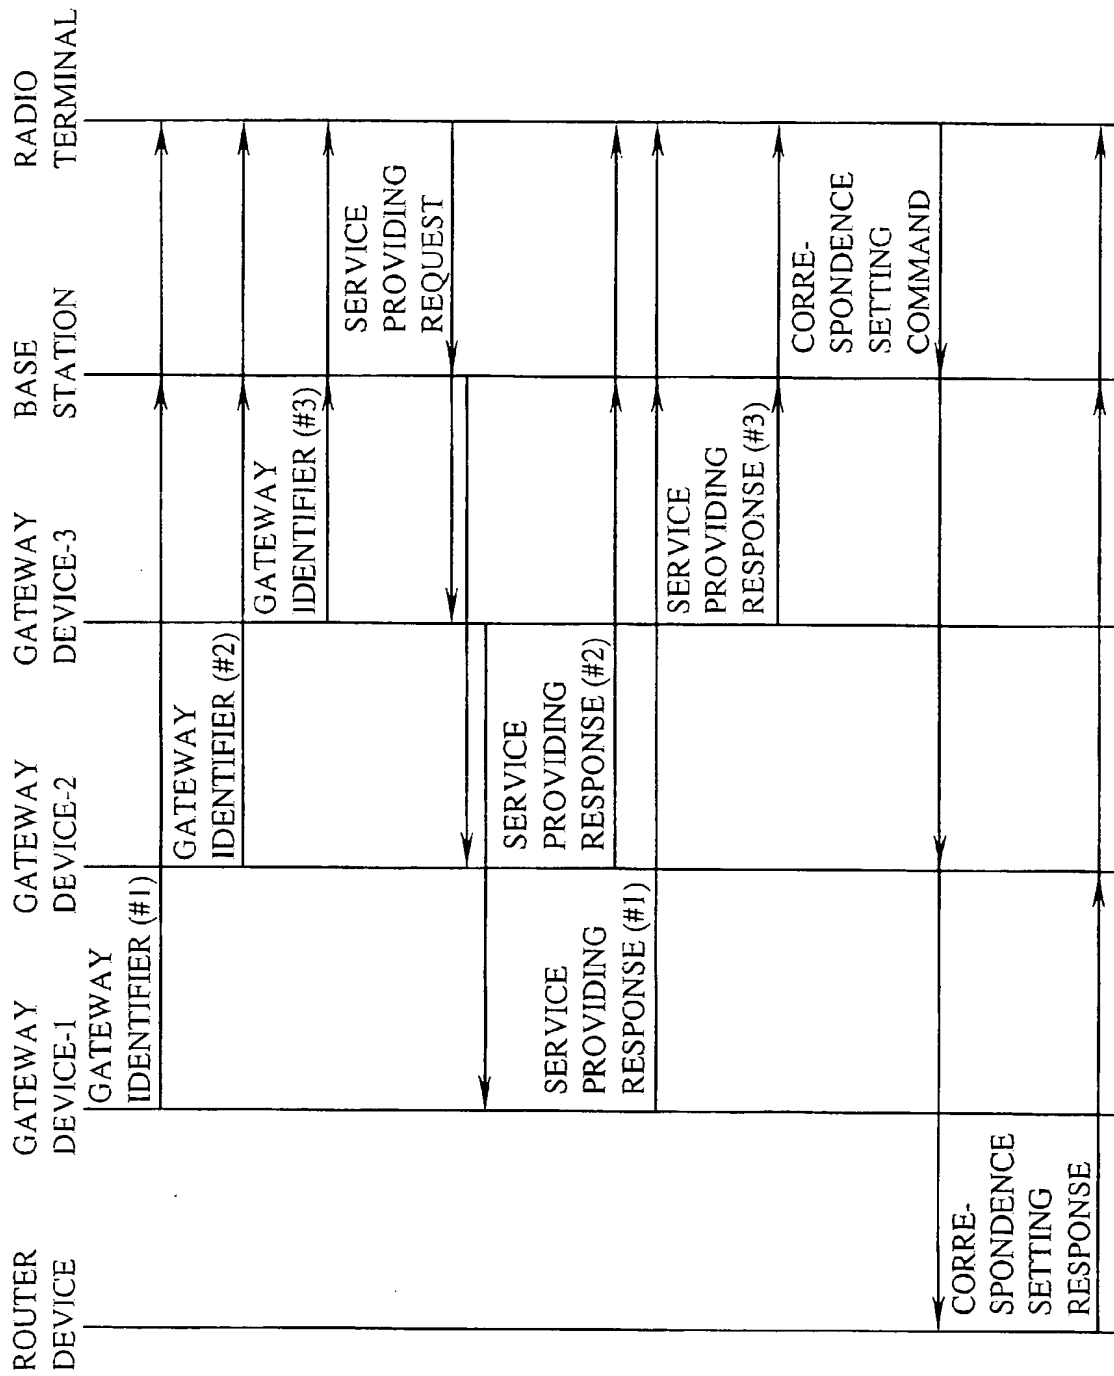 ROUTER
DEVICE
GATEWAY
DEVICE-1
GATEWAY
DEVICE-2
GATEWAY
DEVICE-3
BASE
STATION
RADIO
TERMINAL
GATEWAY
IDENTIFIER (#1)
GATEWAY
IDENTIFIER (#2)
GATEWAY
IDENTIFIER (#3)
SERVICE
PROVIDING
REQUEST
SERVICE
PROVIDING
RESPONSE (#2)
SERVICE
PROVIDING
RESPONSE (#1)
SERVICE
PROVIDING
RESPONSE (#3)
CORRE-
SPONDENCE
SETTING
COMMAND
CORRE-
SPONDENCE
SETTING
RESPONSE